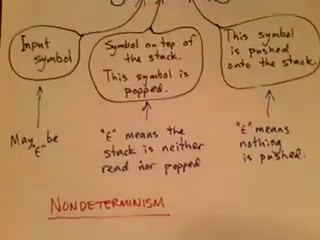 Input
symbol
Symbol on top of
the stack.
This symbol is
popped.
This symbol
is pushed
onto the stack.
May be
"ε"
"ε" means the
stack is neither
read nor popped
"ε" means
nothing
is pushed.
NONDETERMINISM